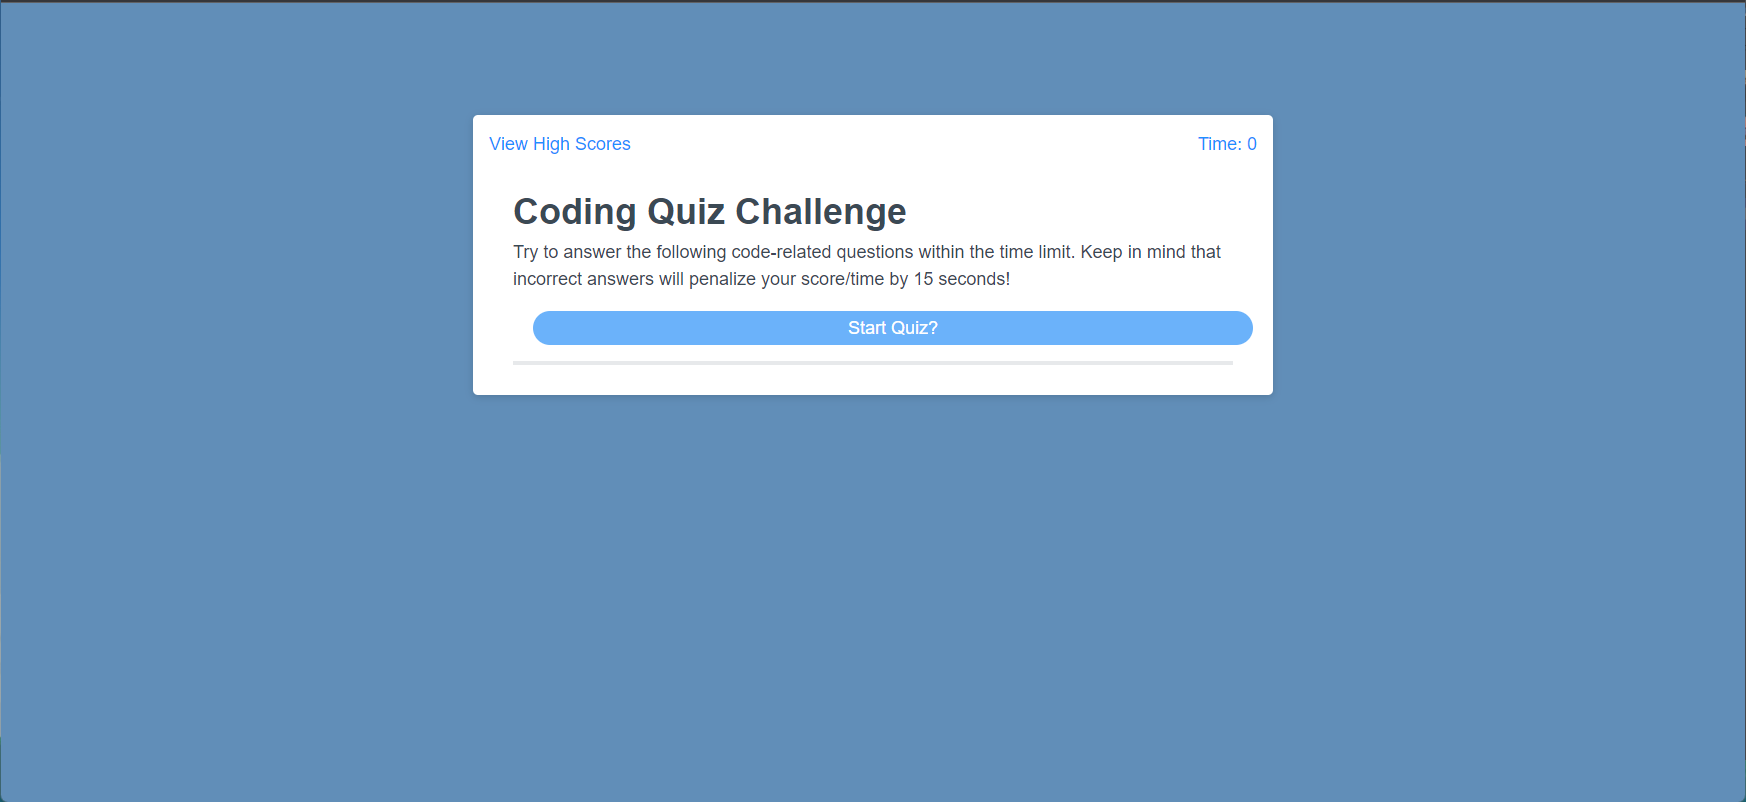 View High Scores
Time: 0
Coding Quiz Challenge
Try to answer the following code-related questions within the time limit. Keep in mind that
incorrect answers will penalize your score/time by 15 seconds!
Start Quiz?